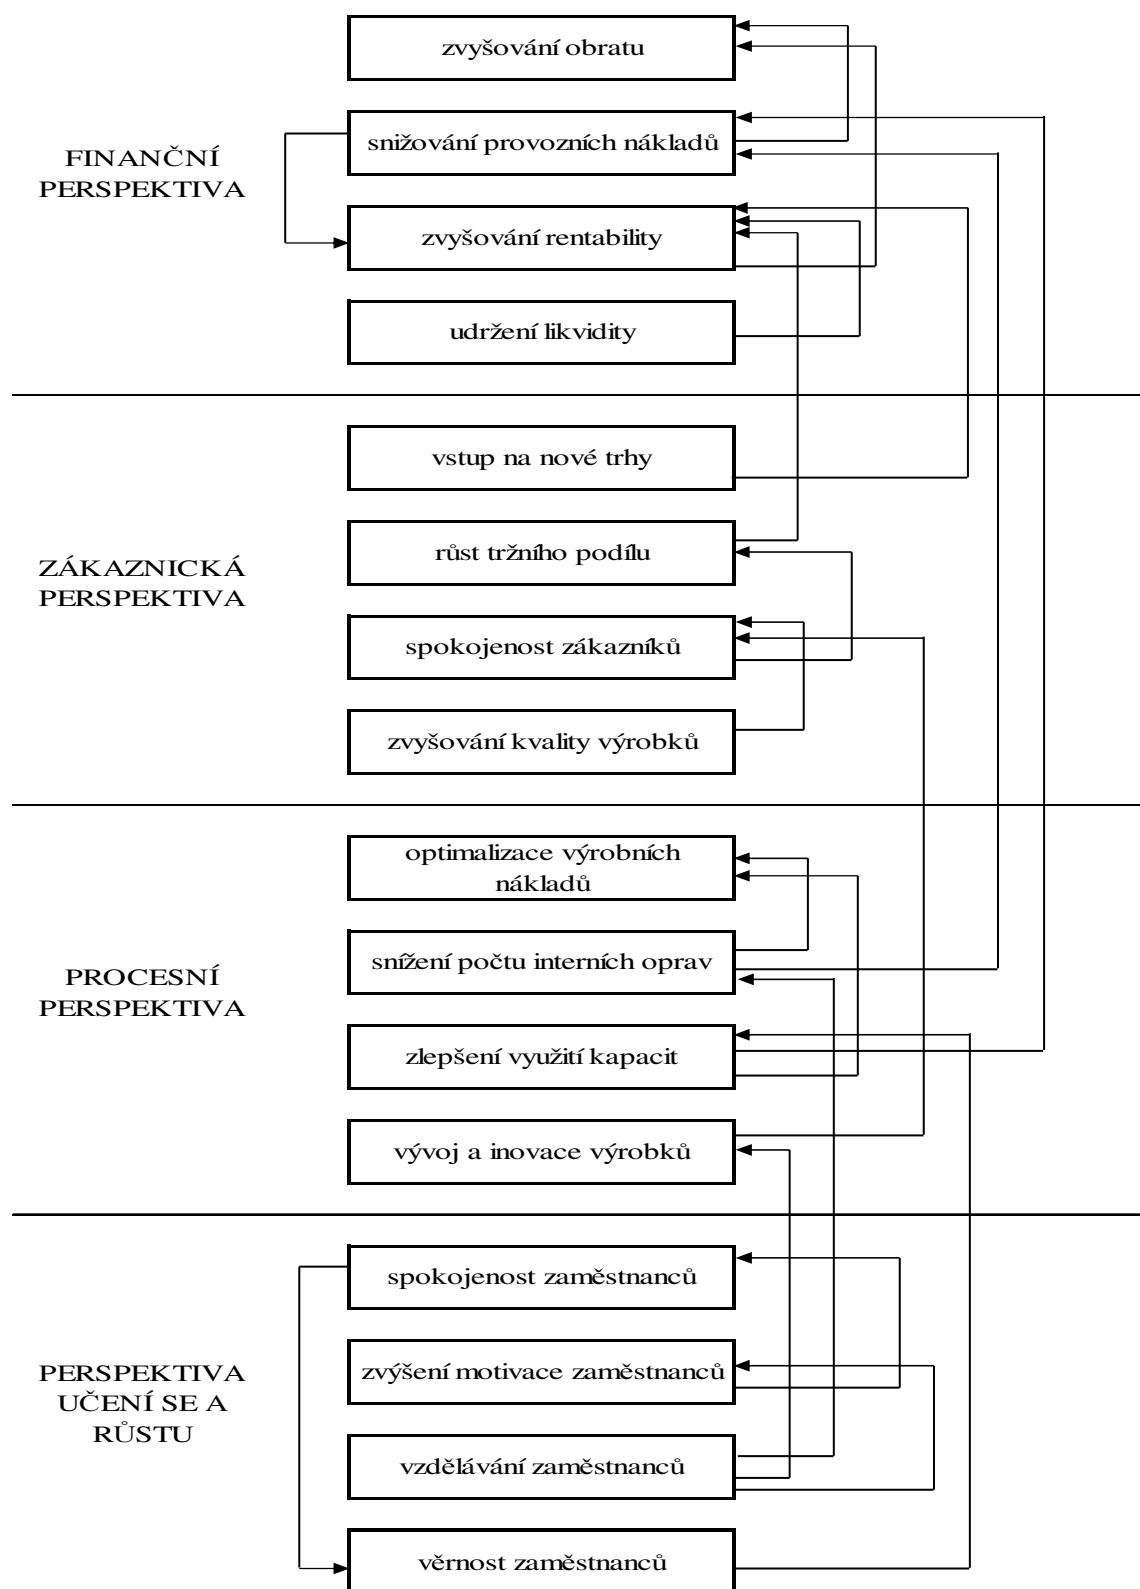 zvyšování obratu
FINANČNÍ
PERSPEKTIVA
snižování provozních nákladů
zvyšování rentability
udržení likvidity
ZÁKAZNICKÁ
PERSPEKTIVA
vstup na nové trhy
růst tržního podílu
spokojenost zákazníků
zvyšování kvality výrobků
PROCESNÍ
PERSPEKTIVA
optimalizace výrobních
nákladů
snížení počtu interních oprav
zlepšení využití kapacit
vývoj a inovace výrobků
PERSPEKTIVA
UČENÍ SE A
RŮSTU
spokojenost zaměstnanců
zvýšení motivace zaměstnanců
vzdělávání zaměstnanců
věrnost zaměstnanců